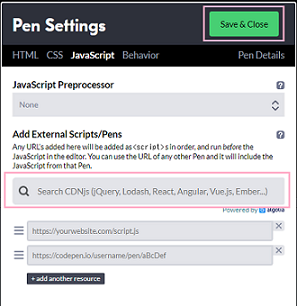 Pen Settings
Save & Close
HTML CSS JavaScript Behavior Pen Details
JavaScript Preprocessor ?
None
Add External Scripts/Pens ?
Any URL's added here will be added as <script>s in order, and run before the
JavaScript in the editor. You can use the URL of any other Pen and it will include the
JavaScript from that Pen.
Search CDNjs (jQuery, Lodash, React, Angular, Vue.js, Ember...)
Powered by algolia
https://yourwebsite.com/script.js
https://codepen.io/username/pen/aBcDef
+ add another resource